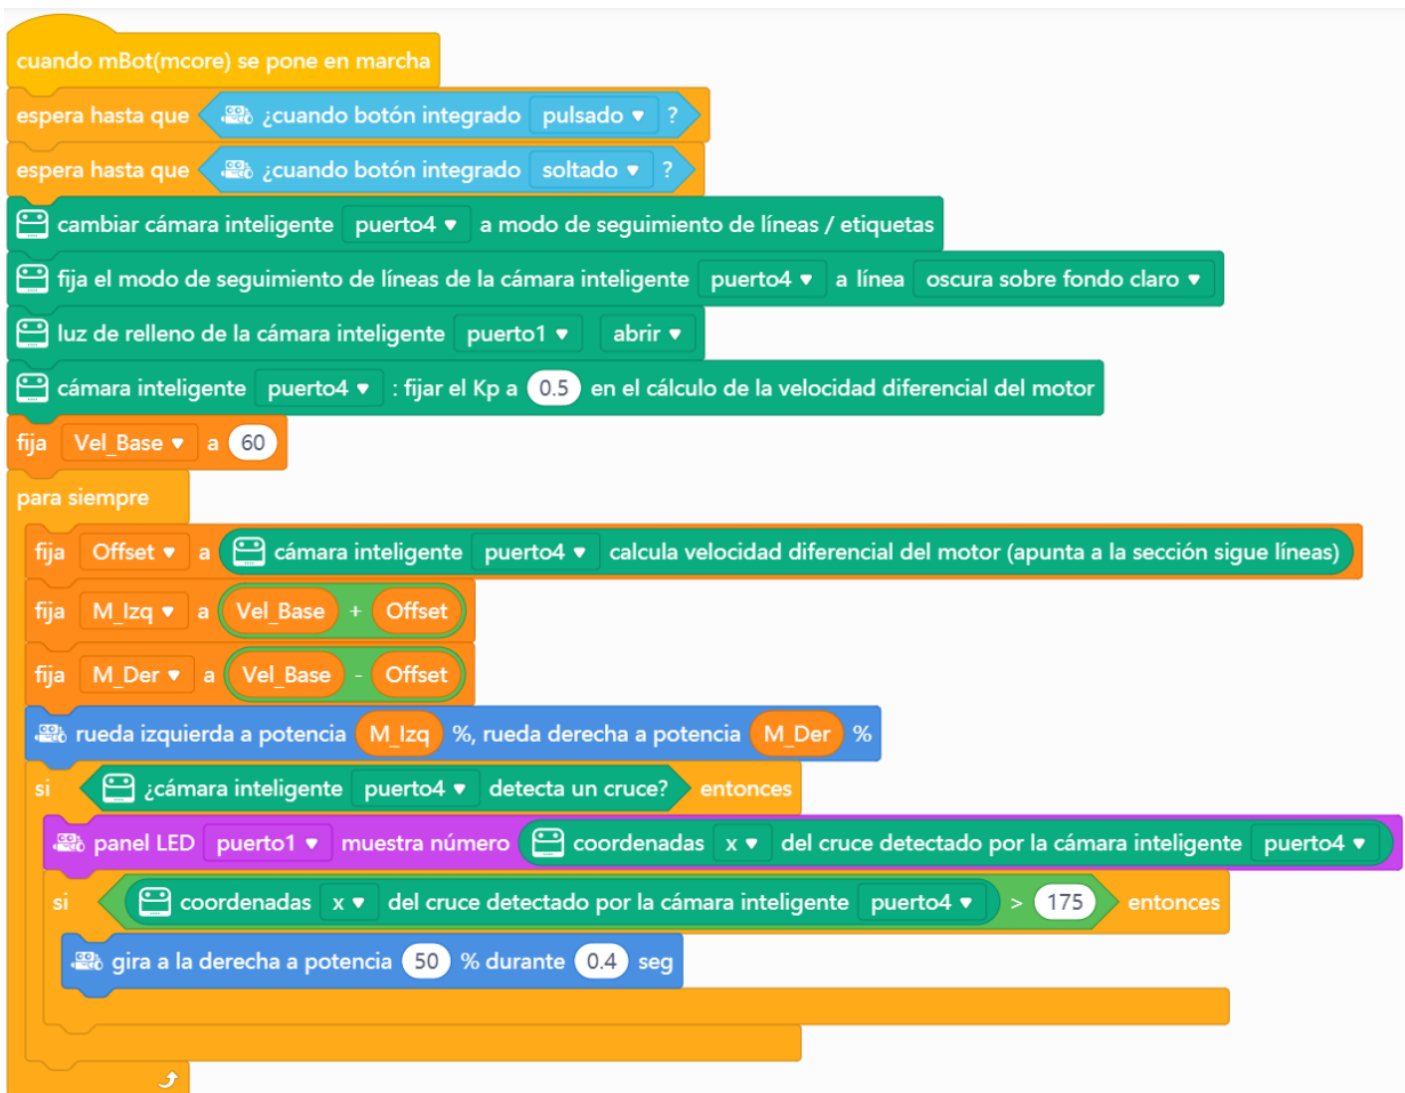 cuando mBot(mcore) se pone en marcha
espera hasta que ¿cuando botón integrado pulsado ?
espera hasta que ¿cuando botón integrado soltado ?
cambiar cámara inteligente puerto4 a modo de seguimiento de líneas / etiquetas
fija el modo de seguimiento de líneas de la cámara inteligente puerto4 a línea oscura sobre fondo claro
luz de relleno de la cámara inteligente puerto1 abrir
cámara inteligente puerto4 : fijar el Kp a 0.5 en el cálculo de la velocidad diferencial del motor
fija Vel_Base a 60
para siempre
fija Offset a cámara inteligente puerto4 calcula velocidad diferencial del motor (apunta a la sección sigue líneas)
fija M_Izq a Vel_Base + Offset
fija M_Der a Vel_Base - Offset
rueda izquierda a potencia M_Izq %, rueda derecha a potencia M_Der %
si ¿cámara inteligente puerto4 detecta un cruce? entonces
panel LED puerto1 muestra número coordenadas x del cruce detectado por la cámara inteligente puerto4
si coordenadas x del cruce detectado por la cámara inteligente puerto4 > 175 entonces
gira a la derecha a potencia 50 % durante 0.4 seg